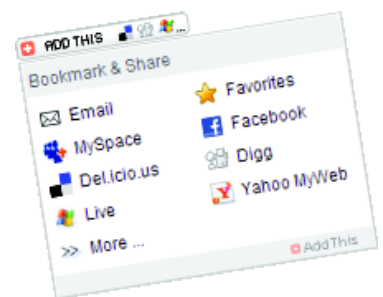 ADD THIS ...
Bookmark & Share
Email
MySpace
Del.icio.us
Live
More ...
Favorites
Facebook
Digg
Yahoo MyWeb
AddThis